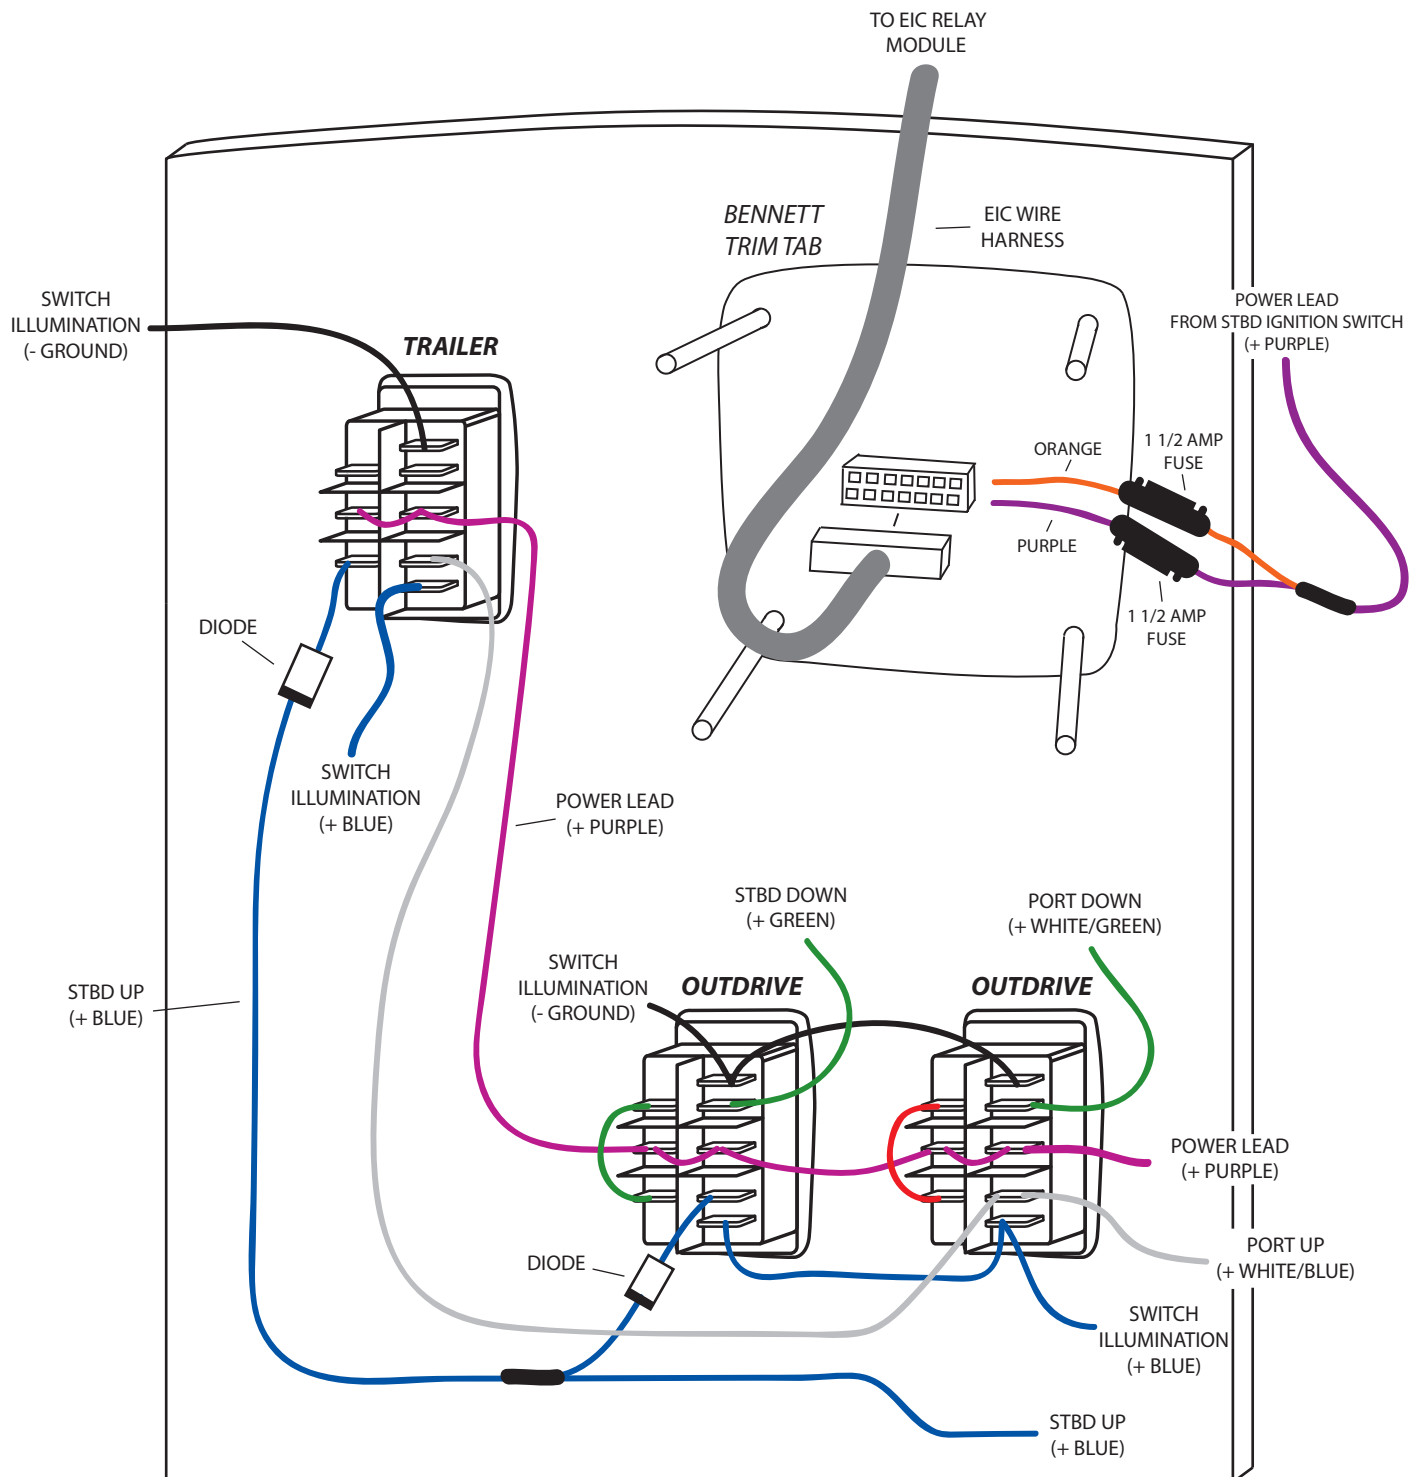 TO EIC RELAY
MODULE
BENNETT
TRIM TAB
EIC WIRE
HARNESS
SWITCH
ILLUMINATION
(- GROUND)
TRAILER
POWER LEAD
FROM STBD IGNITION SWITCH
(+ PURPLE)
ORANGE
1 1/2 AMP
FUSE
PURPLE
1 1/2 AMP
FUSE
DIODE
SWITCH
ILLUMINATION
(+ BLUE)
POWER LEAD
(+ PURPLE)
STBD DOWN
(+ GREEN)
PORT DOWN
(+ WHITE/GREEN)
STBD UP
(+ BLUE)
SWITCH
ILLUMINATION
(- GROUND)
OUTDRIVE
OUTDRIVE
POWER LEAD
(+ PURPLE)
DIODE
PORT UP
(+ WHITE/BLUE)
SWITCH
ILLUMINATION
(+ BLUE)
STBD UP
(+ BLUE)